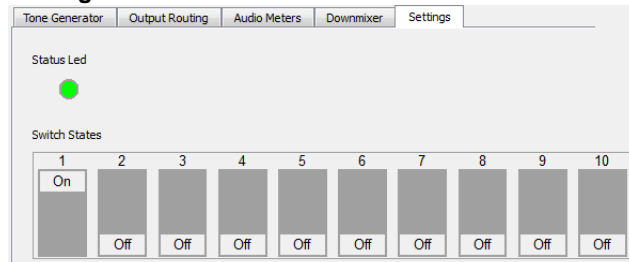 Tone Generator Output Routing Audio Meters Downmixer Settings
Status Led
Switch States
1 2 3 4 5 6 7 8 9 10
On
Off Off Off Off Off Off Off Off Off